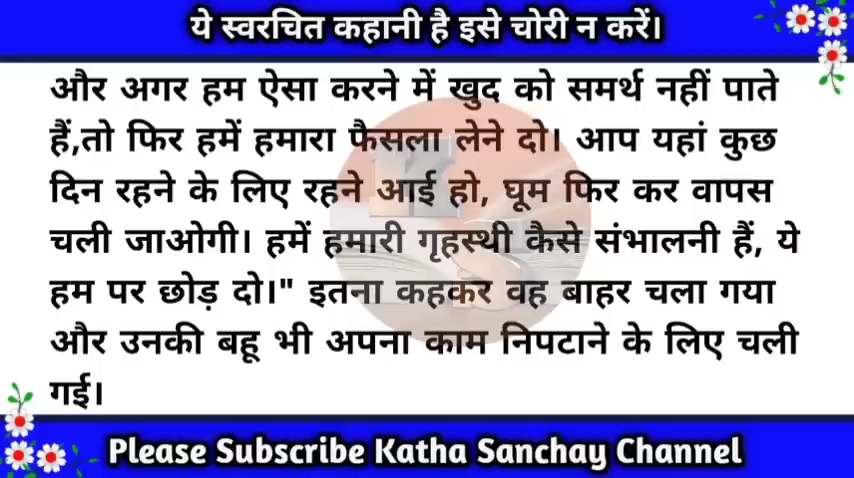 ये स्वरचित कहानी है इसे चोरी न करें।
और अगर हम ऐसा करने में खुद को समर्थ नहीं पाते
हैं,तो फिर हमें हमारा फैसला लेने दो। आप यहां कुछ
दिन रहने के लिए रहने आई हो, घूम फिर कर वापस
चली जाओगी। हमें हमारी गृहस्थी कैसे संभालनी हैं, ये
हम पर छोड़ दो।" इतना कहकर वह बाहर चला गया
और उनकी बहू भी अपना काम निपटाने के लिए चली
गई।
Please Subscribe Katha Sanchay Channel